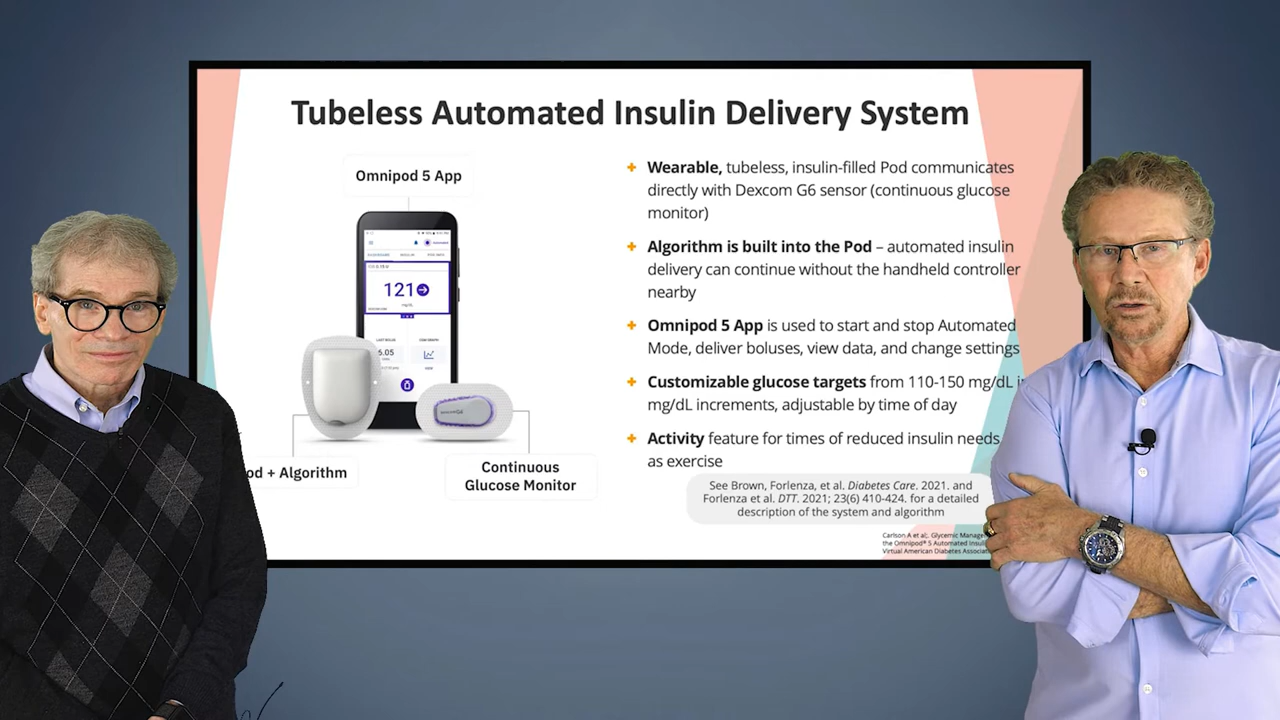 Tubeless Automated Insulin Delivery System
Omnipod 5 App
121
mg/dL
5.05
VIEW
od + Algorithm
Continuous
Glucose Monitor
Wearable, tubeless, insulin-filled Pod communicates
directly with Dexcom G6 sensor (continuous glucose
monitor)
Algorithm is built into the Pod – automated insulin
delivery can continue without the handheld controller
nearby
Omnipod 5 App is used to start and stop Automated
Mode, deliver boluses, view data, and change settings
Customizable glucose targets from 110-150 mg/dL
mg/dL increments, adjustable by time of day
Activity feature for times of reduced insulin needs
as exercise
See Brown, Forlenza, et al. Diabetes Care. 2021. and
Forlenza et al. DTT. 2021; 23(6) 410-424. for a detailed
description of the system and algorithm
Carlson A et al;. Glycemic Manage
the Omnipod® 5 Automated Insuli
Virtual American Diabetes Associati